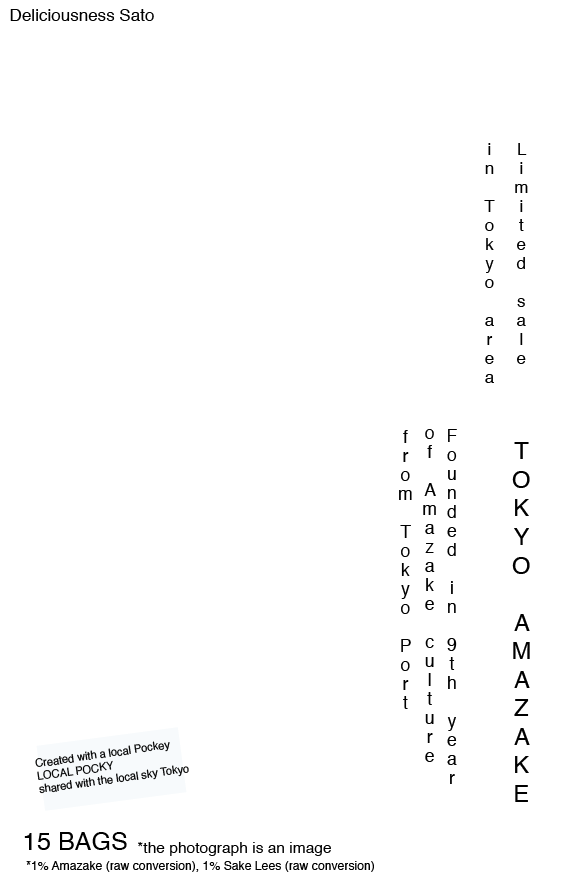 Deliciousness Sato
Limited sale
in Tokyo area
TOKYO AMAZAKE
Founded in 9th year
of Amazake culture
from Tokyo Port
Created with a local Pockey
LOCAL POCKY
shared with the local sky Tokyo
15 BAGS *the photograph is an image
*1% Amazake (raw conversion), 1% Sake Lees (raw conversion)